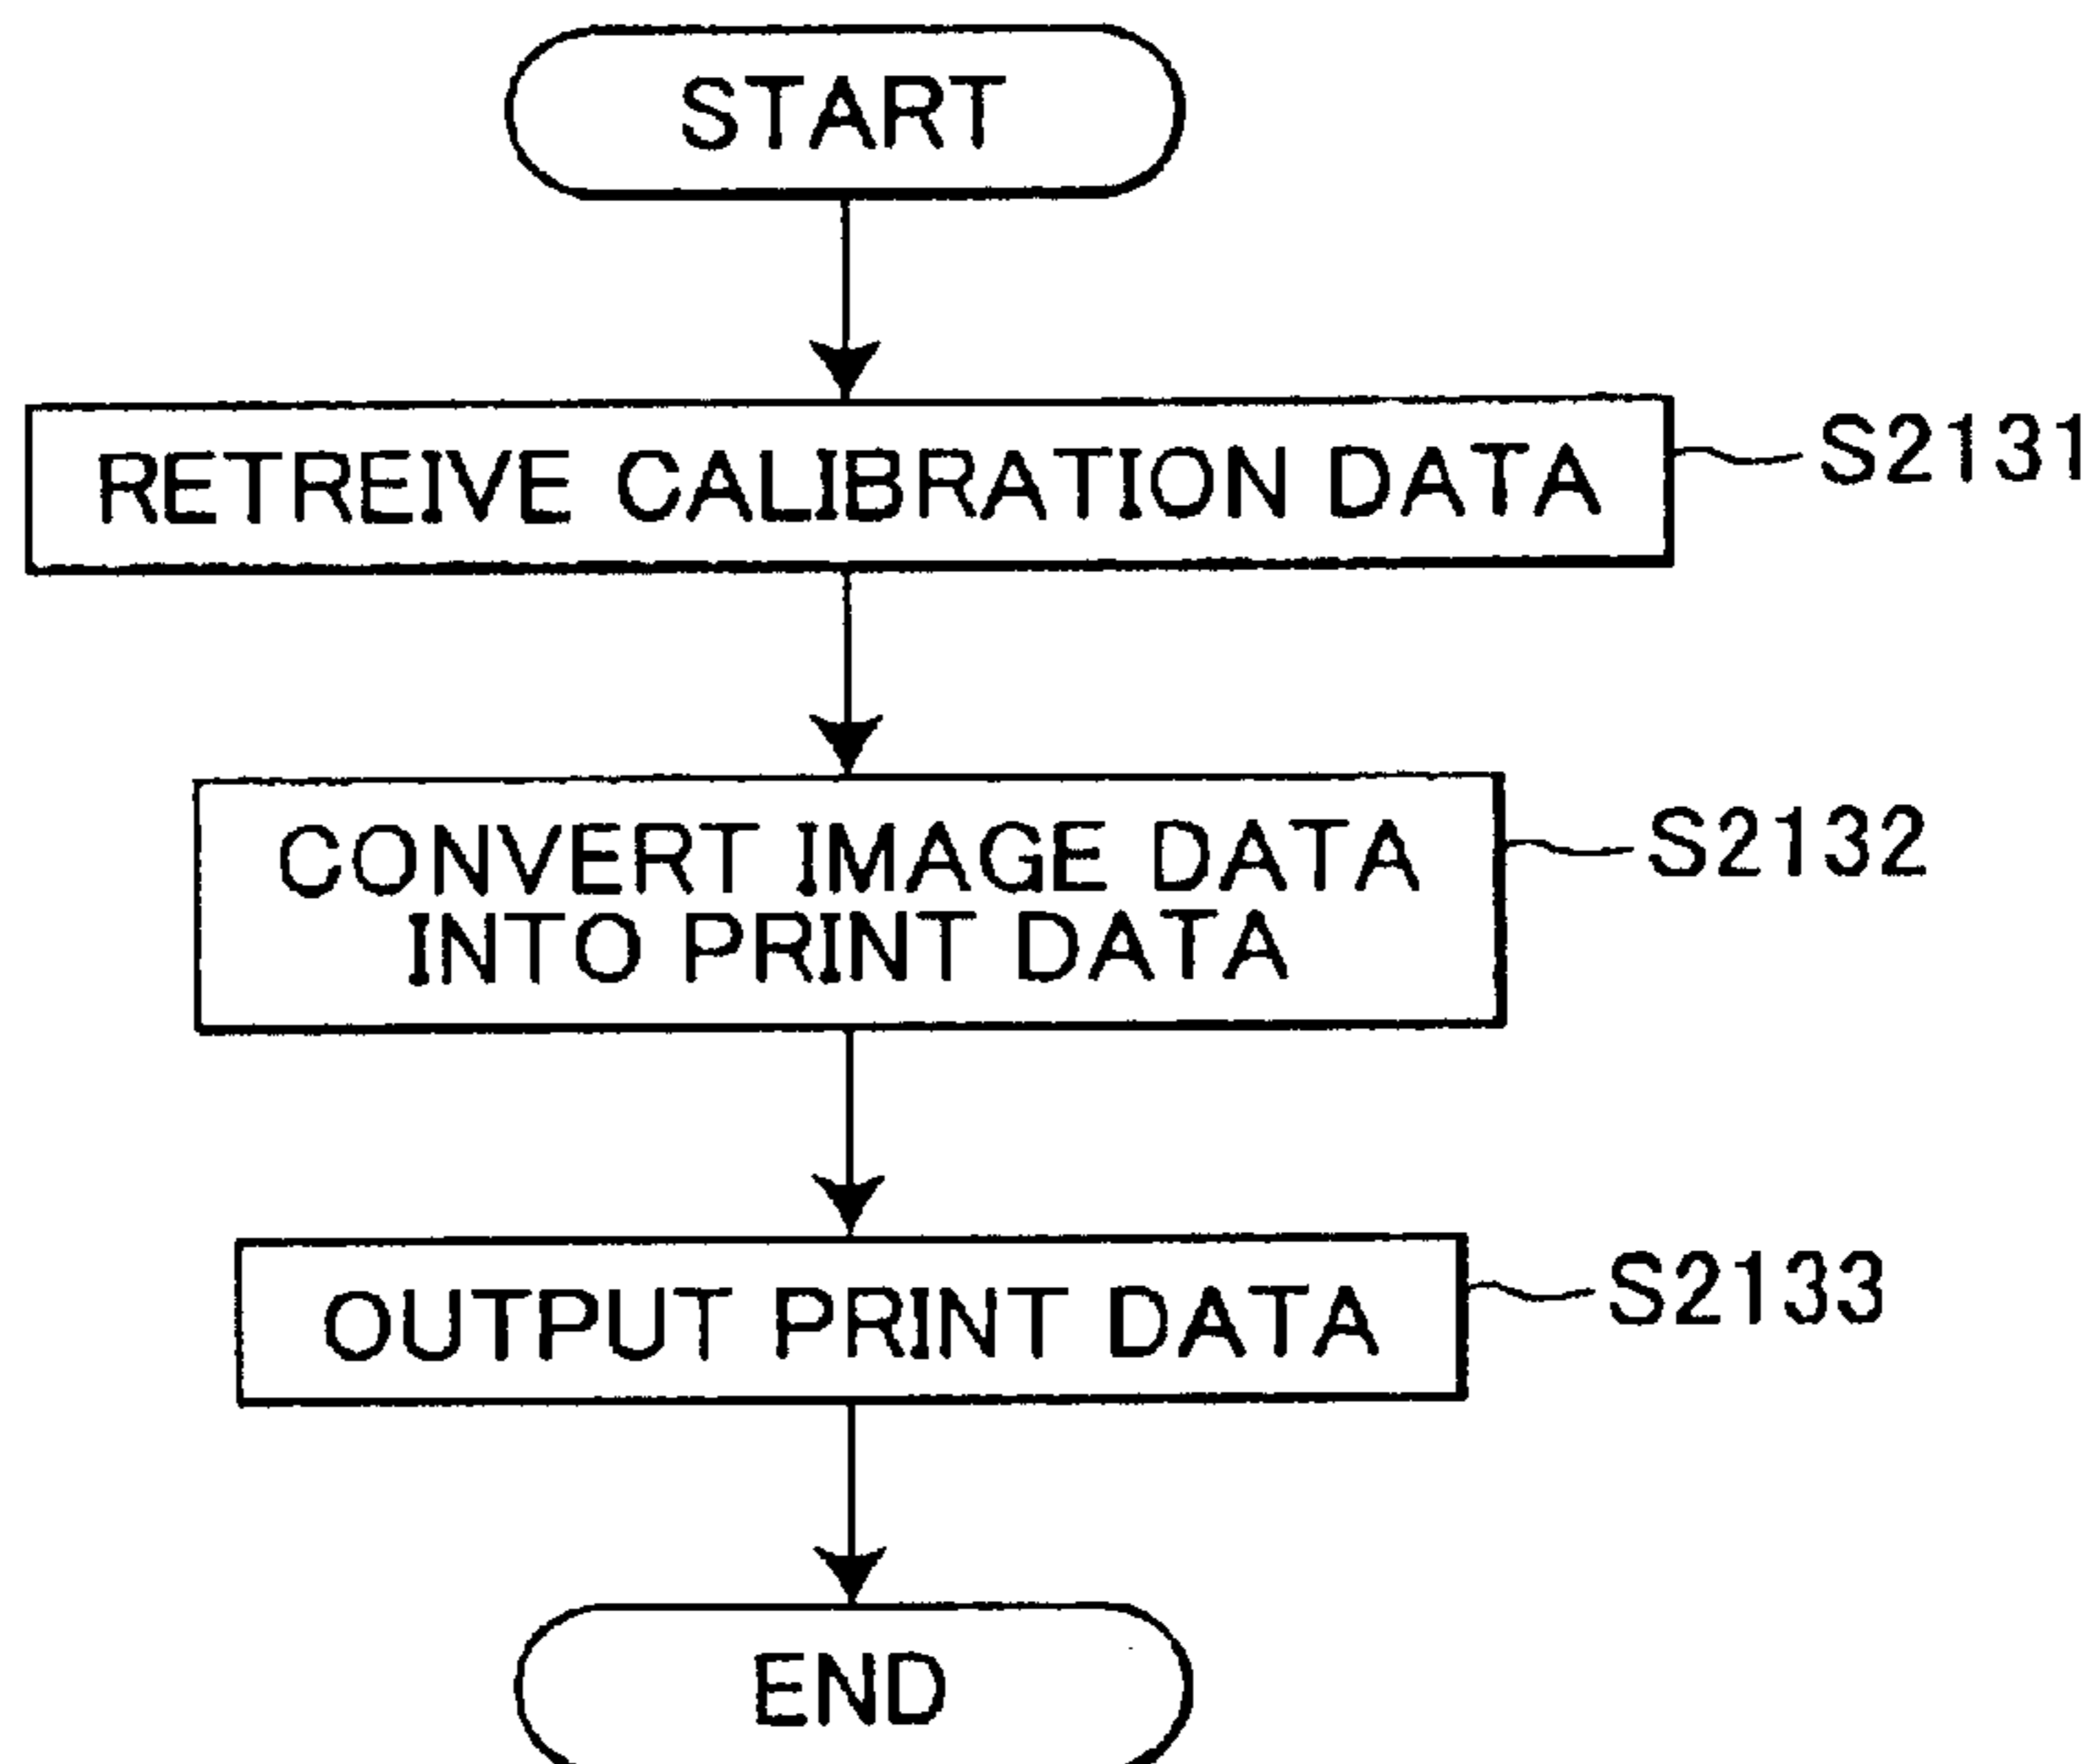 START
RETREIVE CALIBRATION DATA
S2131
CONVERT IMAGE DATA
INTO PRINT DATA
S2132
OUTPUT PRINT DATA
S2133
END